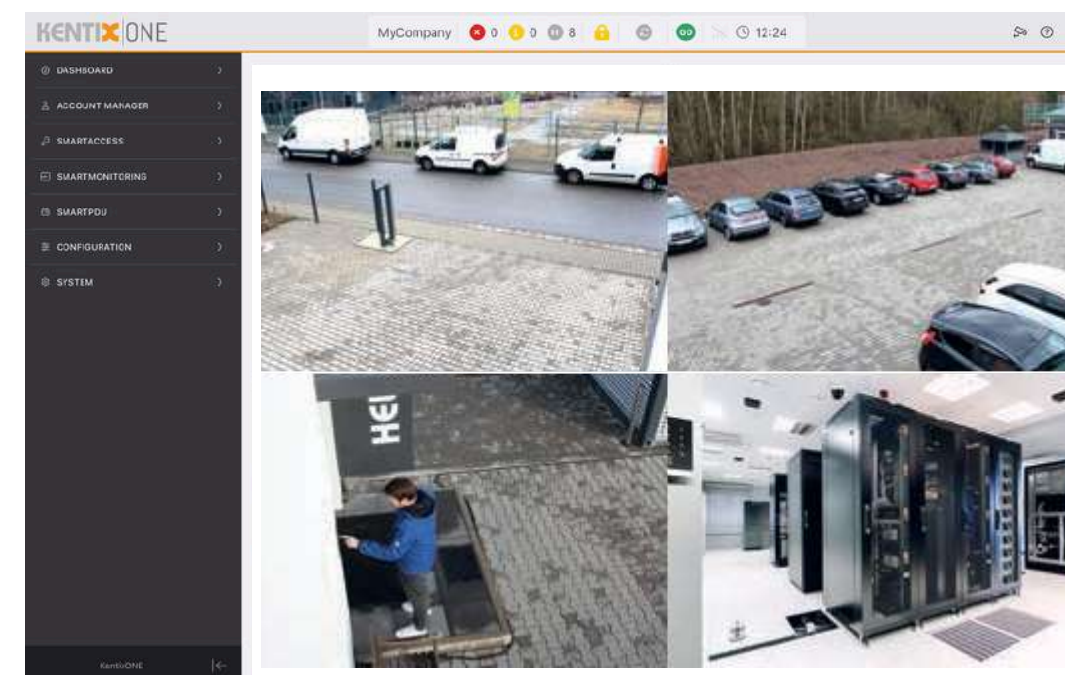 KENTIX ONE
MyCompany 0 0 8 12:24
DASHBOARD
ACCOUNT MANAGER
SMARTACCESS
SMARTMONITORING
SMARTPDU
CONFIGURATION
SYSTEM
HEI
KentixONE